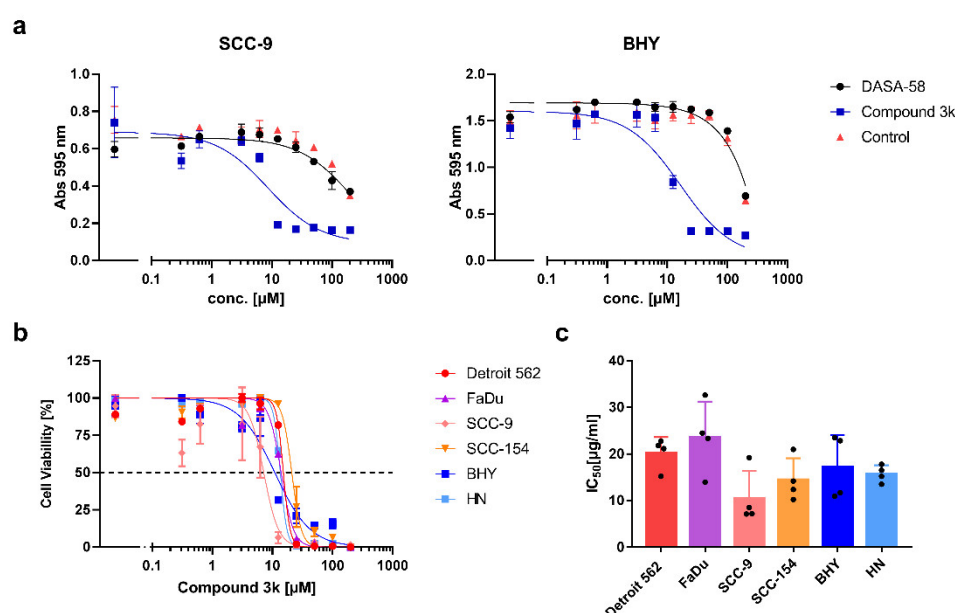 a
SCC-9
BHY
1.0
0.8
0.6
0.4
0.2
0.0
Abs 595 nm
0.1 1 10 100 1000
conc. [µM]
2.0
1.5
1.0
0.5
0.0
Abs 595 nm
0.1 1 10 100 1000
conc. [µM]
DASA-58
Compound 3k
Control
b
125
100
75
50
25
0
Cell Viabillity [%]
0.1 1 10 100 1000
Compound 3k [µM]
Detroit 562
FaDu
SCC-9
SCC-154
BHY
HN
c
40
30
20
10
0
IC50[µg/ml]
Detroit 562
FaDu
SCC-9
SCC-154
BHY
HN